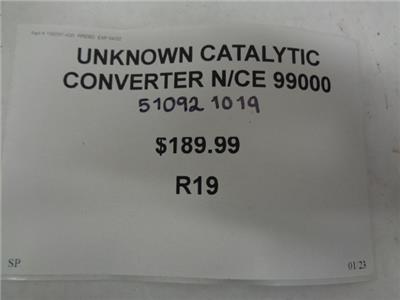 UNKNOWN CATALYTIC
CONVERTER N/CE 99000
51092 1019
$189.99
R19
SP
01/23